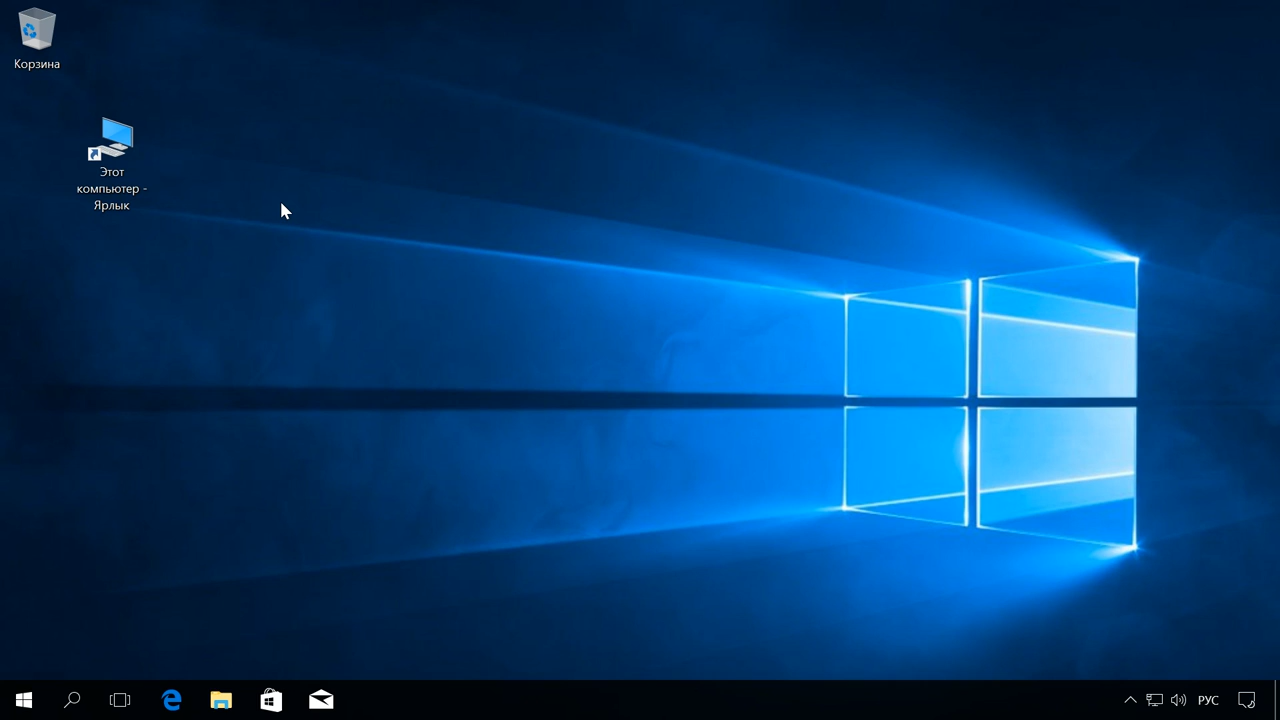 Корзина
Этот
компьютер -
Ярлык
РУС